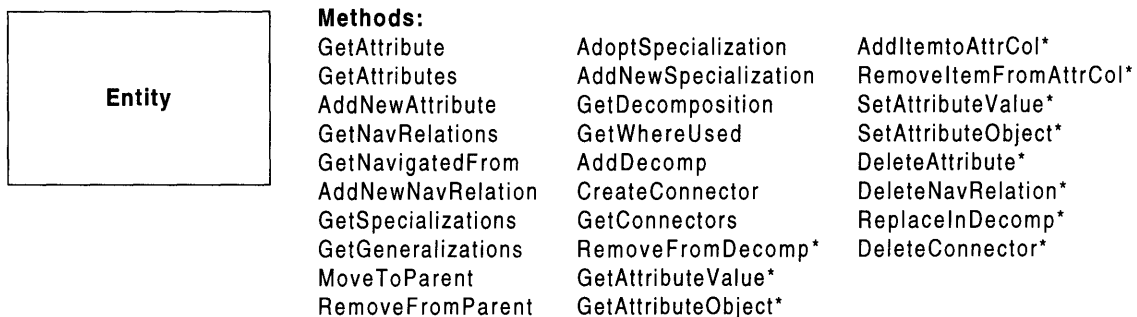 Entity
Methods:
GetAttribute
GetAttributes
AddNewAttribute
GetNavRelations
GetNavigatedFrom
AddNewNavRelation
GetSpecializations
GetGeneralizations
MoveToParent
RemoveFromParent
AdoptSpecialization
AddNewSpecialization
GetDecomposition
GetWhereUsed
AddDecomp
CreateConnector
GetConnectors
RemoveFromDecomp*
GetAttributeValue*
GetAttributeObject*
AddItemtoAttrCol*
RemoveItemFromAttrCol*
SetAttributeValue*
SetAttributeObject*
DeleteAttribute*
DeleteNavRelation*
ReplaceInDecomp*
DeleteConnector*